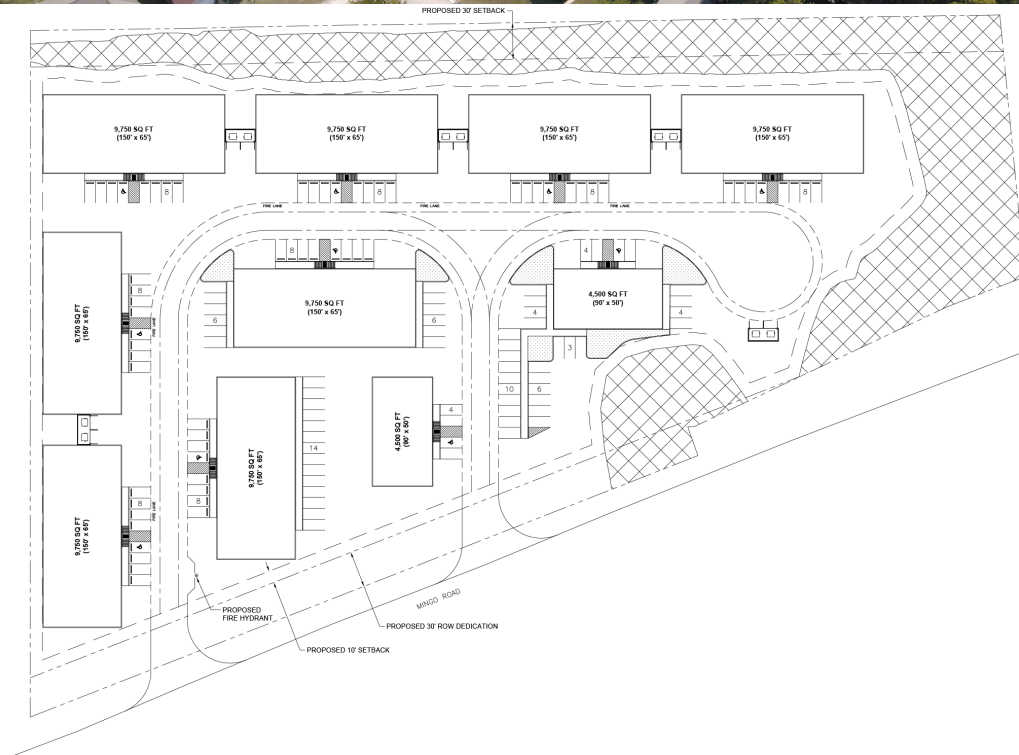 PROPOSED 30' SETBACK
9,750 SQ FT
(150' x 65')
9,750 SQ FT
(150' x 65')
9,750 SQ FT
(150' x 65')
9,750 SQ FT
(150' x 65')
8
8
8
8
FIRE LANE
FIRE LANE
FIRE LANE
8
4
9,750 SQ FT
(150' x 65')
8
FIRE LANE
9,750 SQ FT
(150' x 65')
6
6
4,500 SQ FT
(90' x 50')
4
4
3
10
6
9,750 SQ FT
(150' x 65')
8
14
4,500 SQ FT
(90' x 50')
4
9,750 SQ FT
(150' x 65')
8
FIRE LANE
PROPOSED
FIRE HYDRANT
MINGO ROAD
PROPOSED 30' ROW DEDICATION
PROPOSED 10' SETBACK